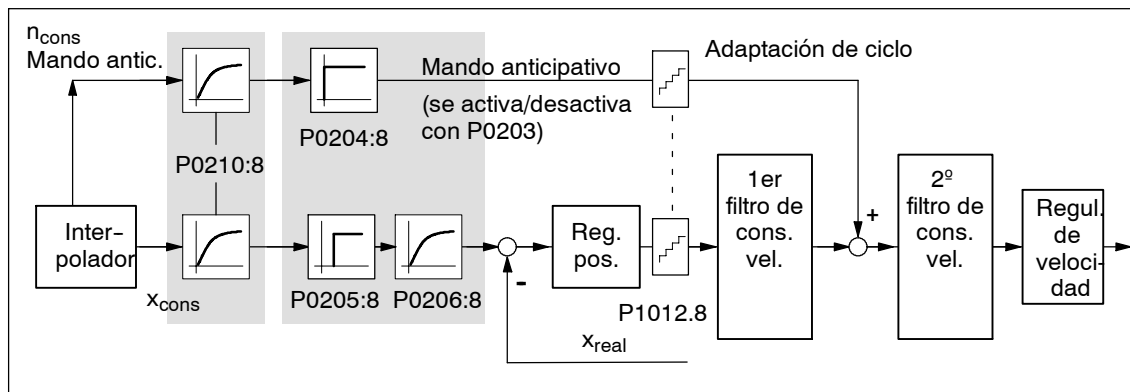 n_cons
Mando antic.
Adaptación de ciclo
Mando anticipativo
(se activa/desactiva
con P0203)
P0204:8
P0210:8
Inter-
polador
x_cons
P0205:8
P0206:8
-
Reg.
pos.
P1012.8
x_real
1er
filtro de
cons.
vel.
+
2º
filtro de
cons.
vel.
Regul.
de
veloci-
dad